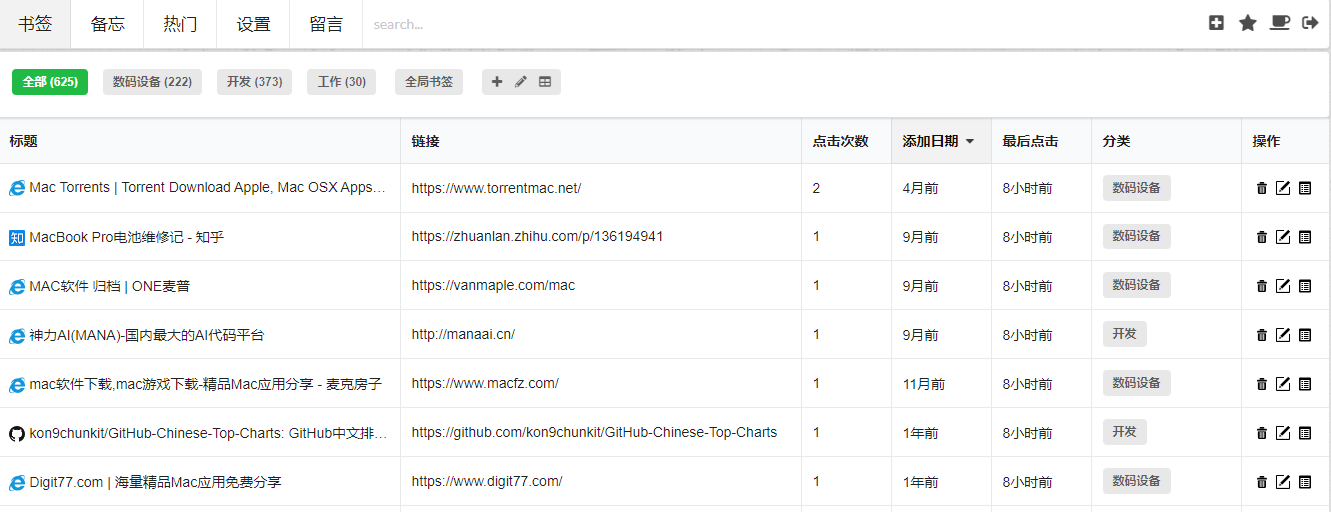 书签 备忘 热门 设置 留言 search...
全部 (625) 数码设备 (222) 开发 (373) 工作 (30) 全局书签
标题 链接 点击次数 添加日期 最后点击 分类 操作
Mac Torrents | Torrent Download Apple, Mac OSX Apps... https://www.torrentmac.net/ 2 4月前 8小时前 数码设备
知 MacBook Pro电池维修记 - 知乎 https://zhuanlan.zhihu.com/p/136194941 1 9月前 8小时前 数码设备
MAC软件 归档 | ONE麦普 https://vanmaple.com/mac 1 9月前 8小时前 数码设备
神力AI(MANA)-国内最大的AI代码平台 http://manaai.cn/ 1 9月前 8小时前 开发
mac软件下载,mac游戏下载-精品Mac应用分享 - 麦克房子 https://www.macfz.com/ 1 11月前 8小时前 数码设备
kon9chunkit/GitHub-Chinese-Top-Charts: GitHub中文排... https://github.com/kon9chunkit/GitHub-Chinese-Top-Charts 1 1年前 8小时前 开发
Digit77.com | 海量精品Mac应用免费分享 https://www.digit77.com/ 1 1年前 8小时前 数码设备